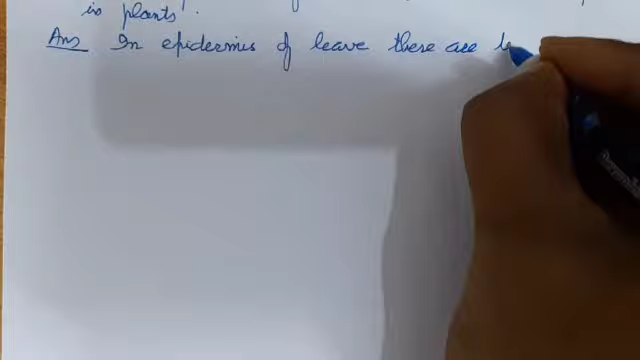 in plants?
Ans In epidermis of leave there are